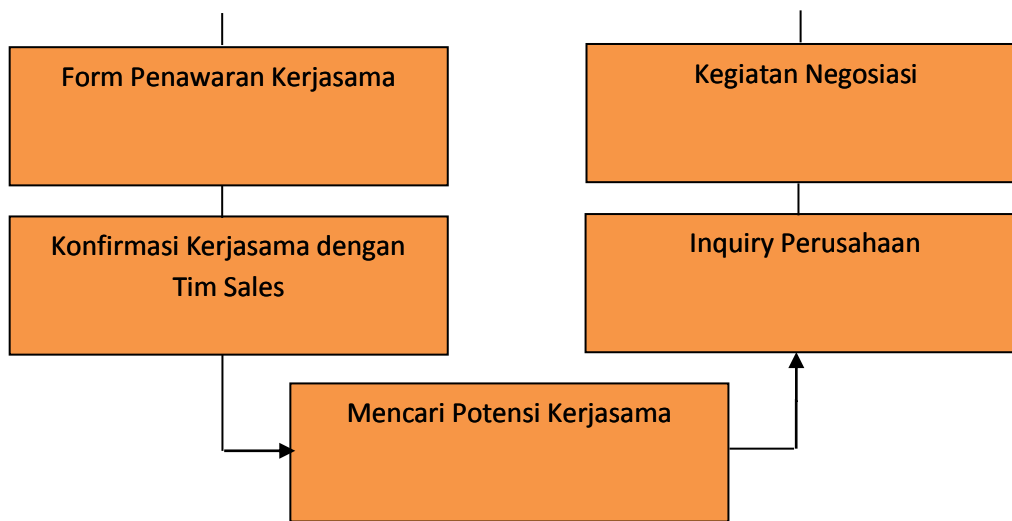 Form Penawaran Kerjasama
Kegiatan Negosiasi
Konfirmasi Kerjasama dengan
Tim Sales
Inquiry Perusahaan
Mencari Potensi Kerjasama